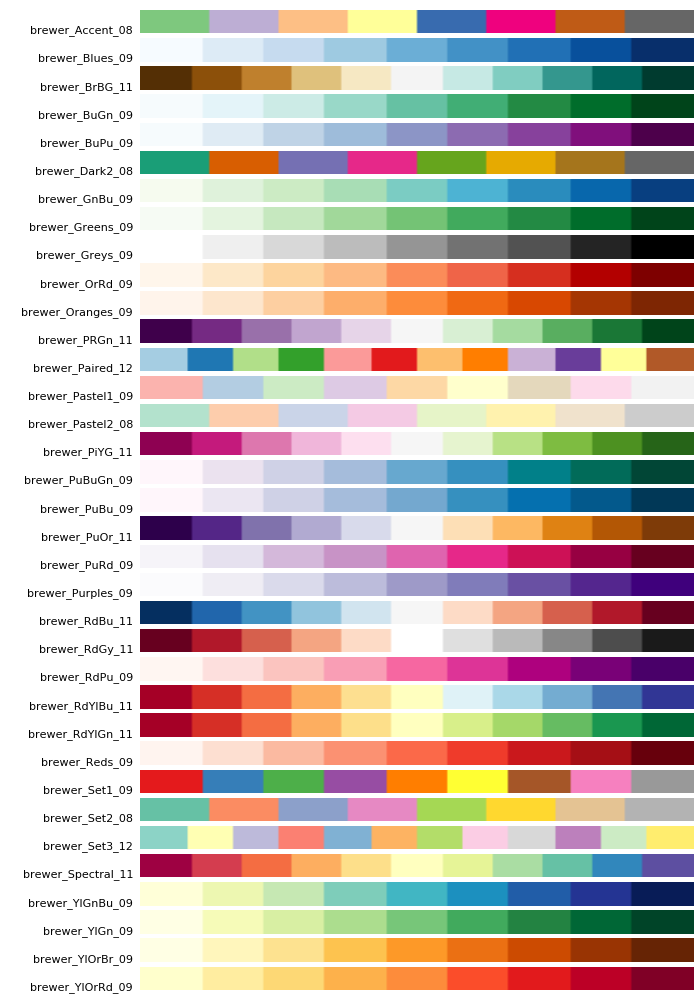 brewer_Accent_08
brewer_Blues_09
brewer_BrBG_11
brewer_BuGn_09
brewer_BuPu_09
brewer_Dark2_08
brewer_GnBu_09
brewer_Greens_09
brewer_Greys_09
brewer_OrRd_09
brewer_Oranges_09
brewer_PRGn_11
brewer_Paired_12
brewer_Pastel1_09
brewer_Pastel2_08
brewer_PiYG_11
brewer_PuBuGn_09
brewer_PuBu_09
brewer_PuOr_11
brewer_PuRd_09
brewer_Purples_09
brewer_RdBu_11
brewer_RdGy_11
brewer_RdPu_09
brewer_RdYlBu_11
brewer_RdYlGn_11
brewer_Reds_09
brewer_Set1_09
brewer_Set2_08
brewer_Set3_12
brewer_Spectral_11
brewer_YlGnBu_09
brewer_YlGn_09
brewer_YlOrBr_09
brewer_YlOrRd_09